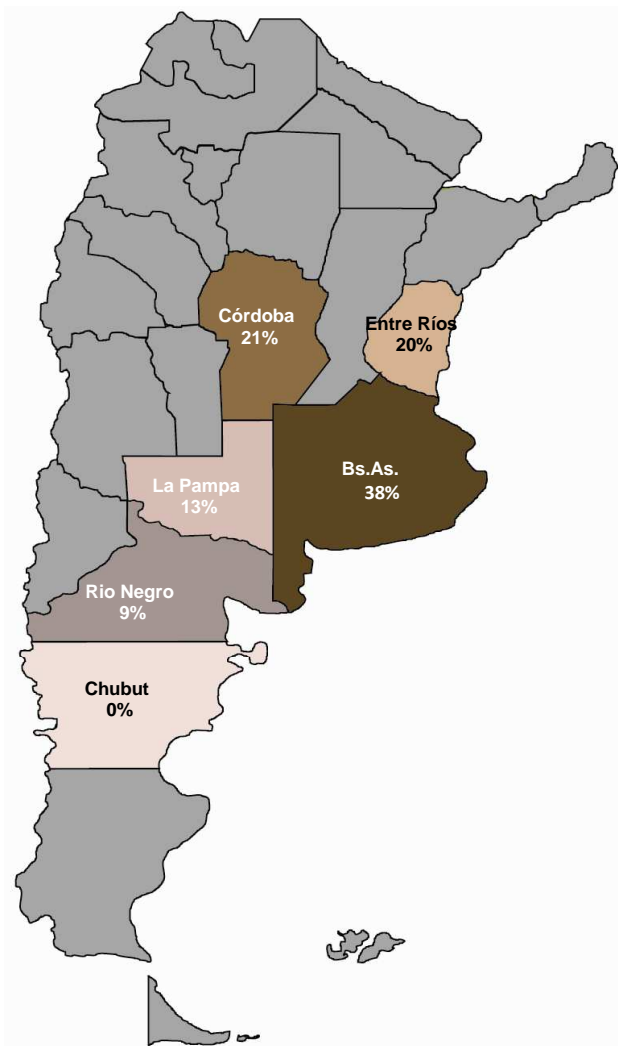 Córdoba
21%
Entre Ríos
20%
Bs.As.
38%
La Pampa
13%
Rio Negro
9%
Chubut
0%